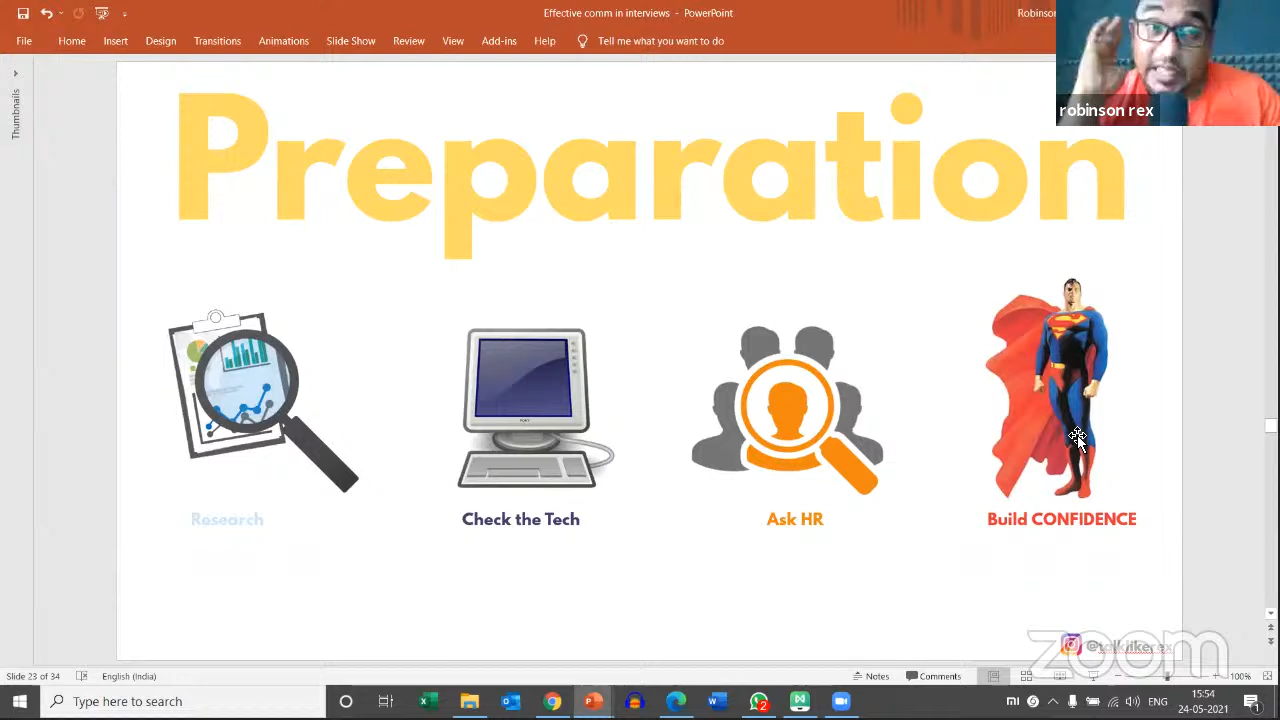 Effective comm in interviews - PowerPoint
Robinson
File Home Insert Design Transitions Animations Slide Show Review View Add-ins Help Tell me what you want to do
robinson rex
Thumbnails
Preparation
Research
Check the Tech
Ask HR
Build CONFIDENCE
@talklikerex
zoom
Slide 23 of 34 English (India) Notes Comments 100%
Type here to search
2
ENG
15:54
24-05-2021